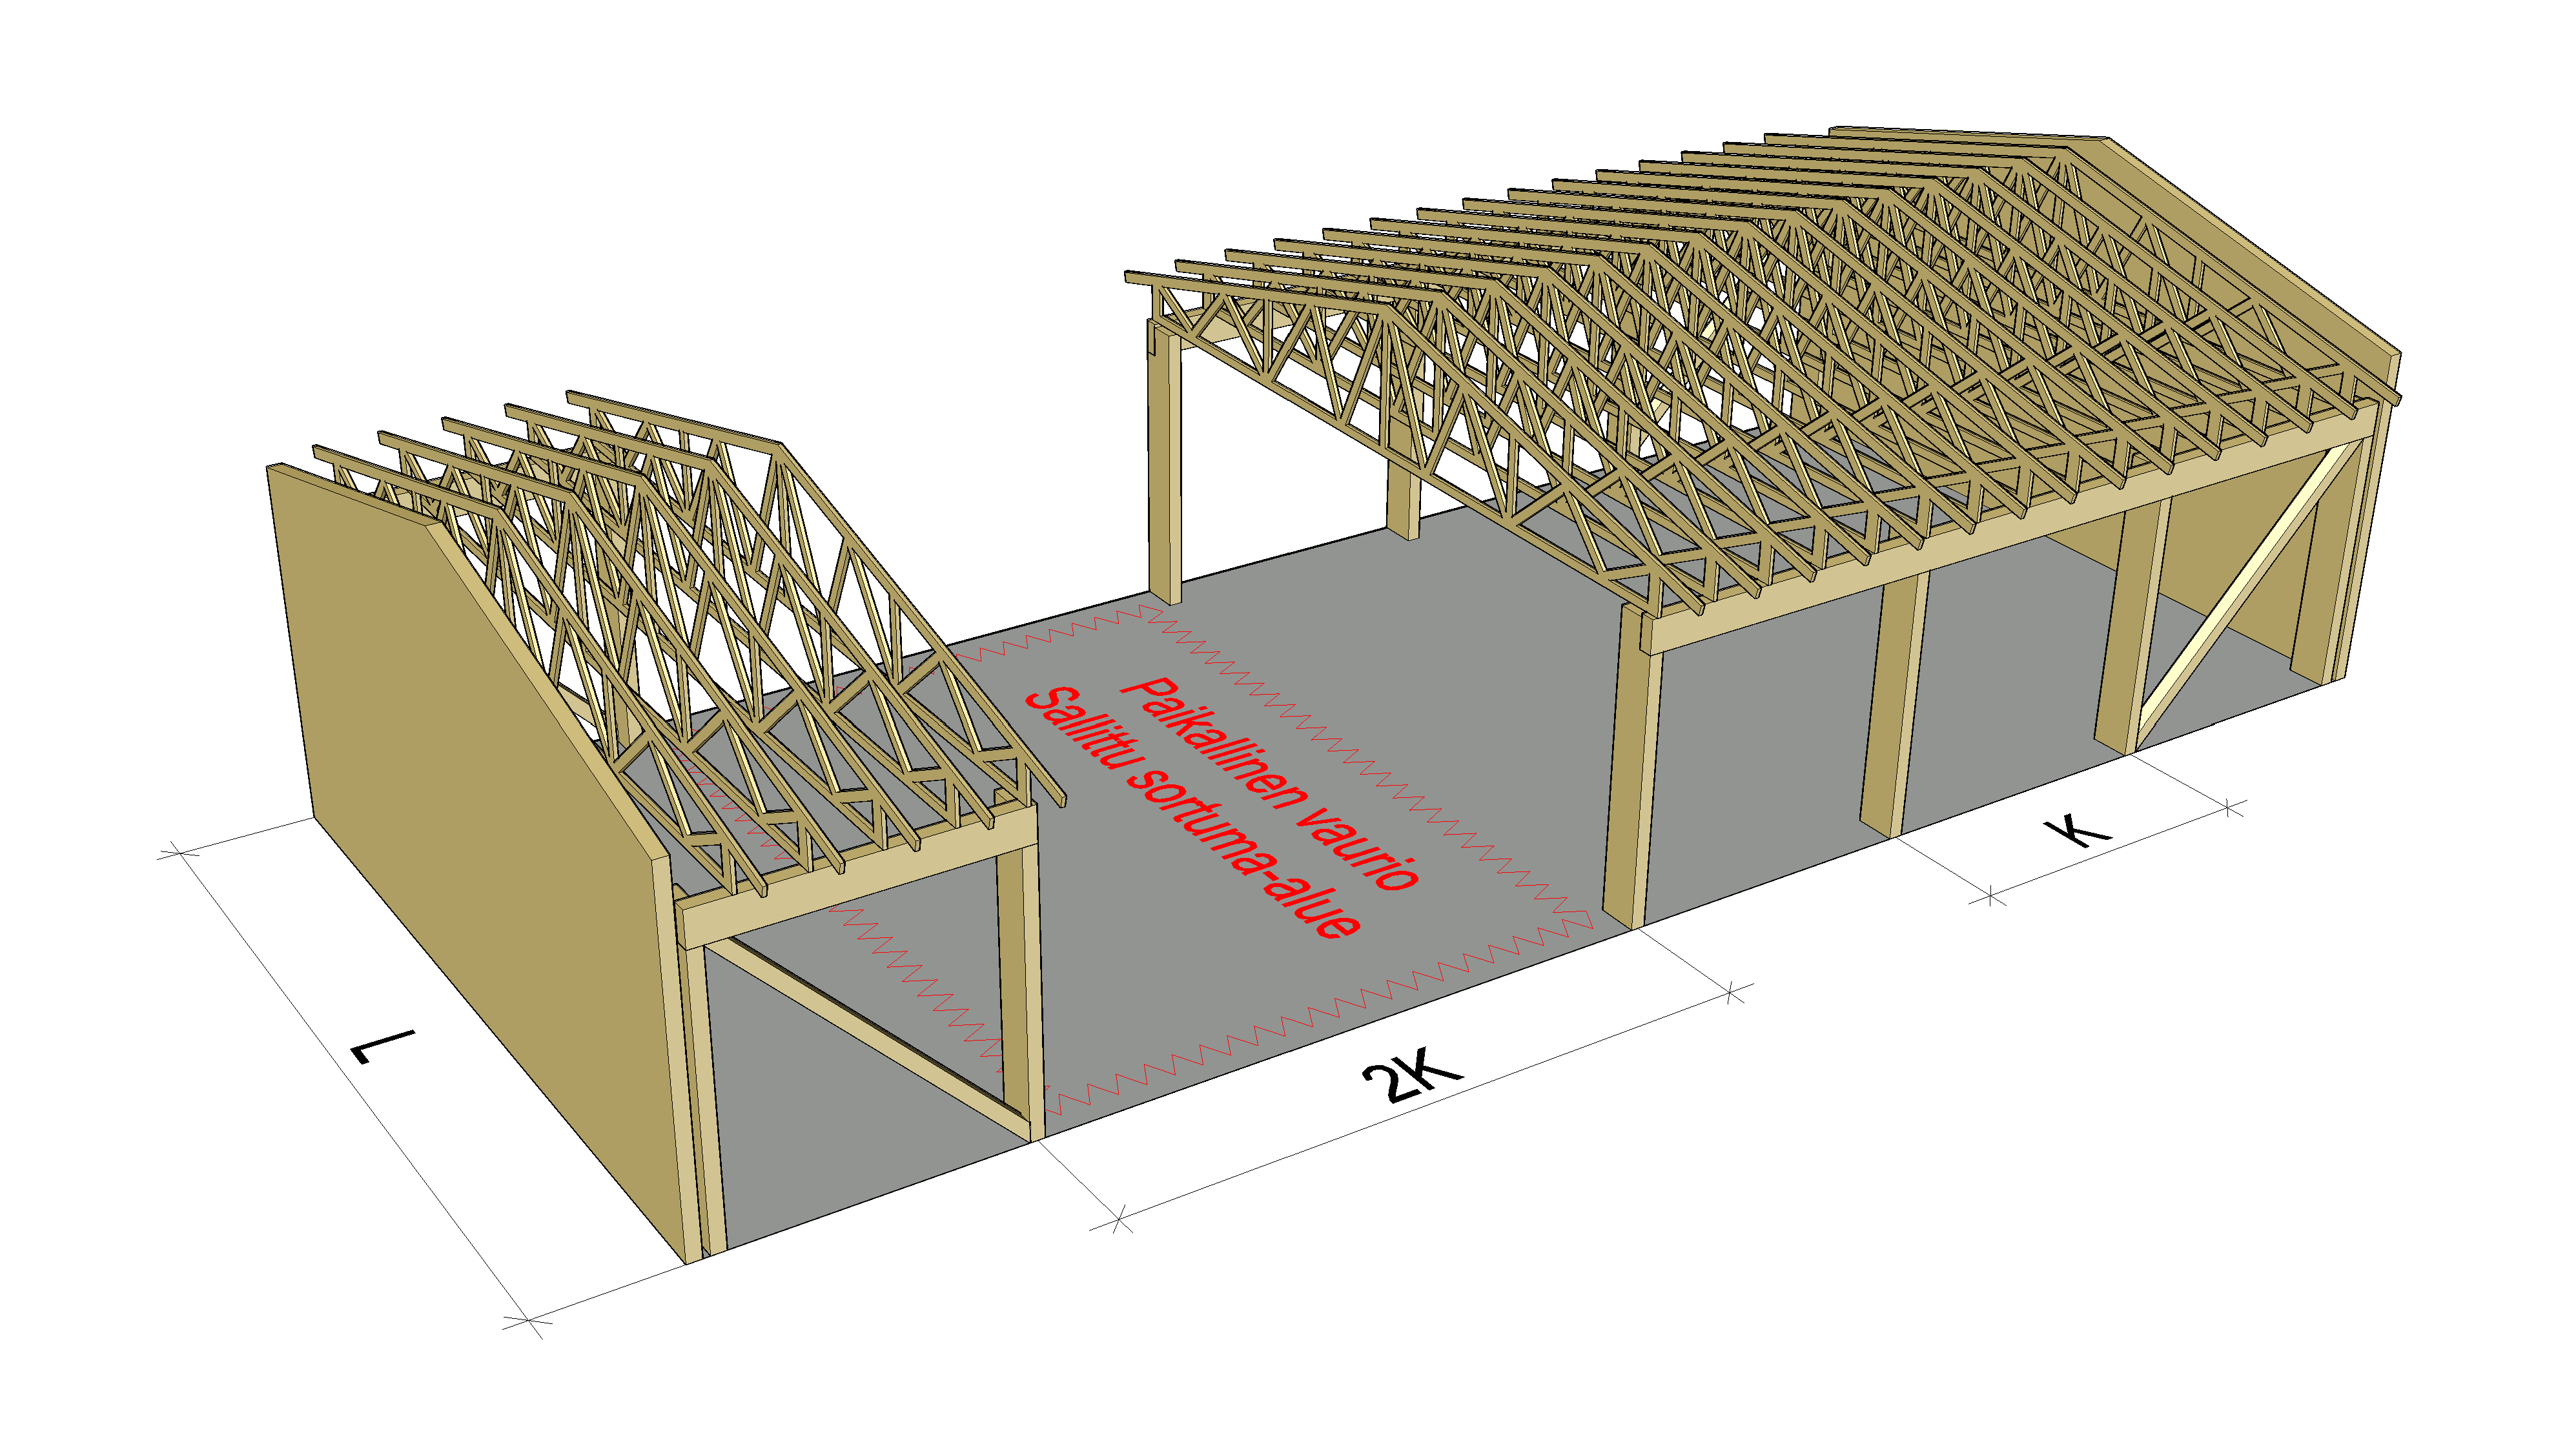 Paikallinen vaurio
Sallittu sortuma-alue
K
2K
L